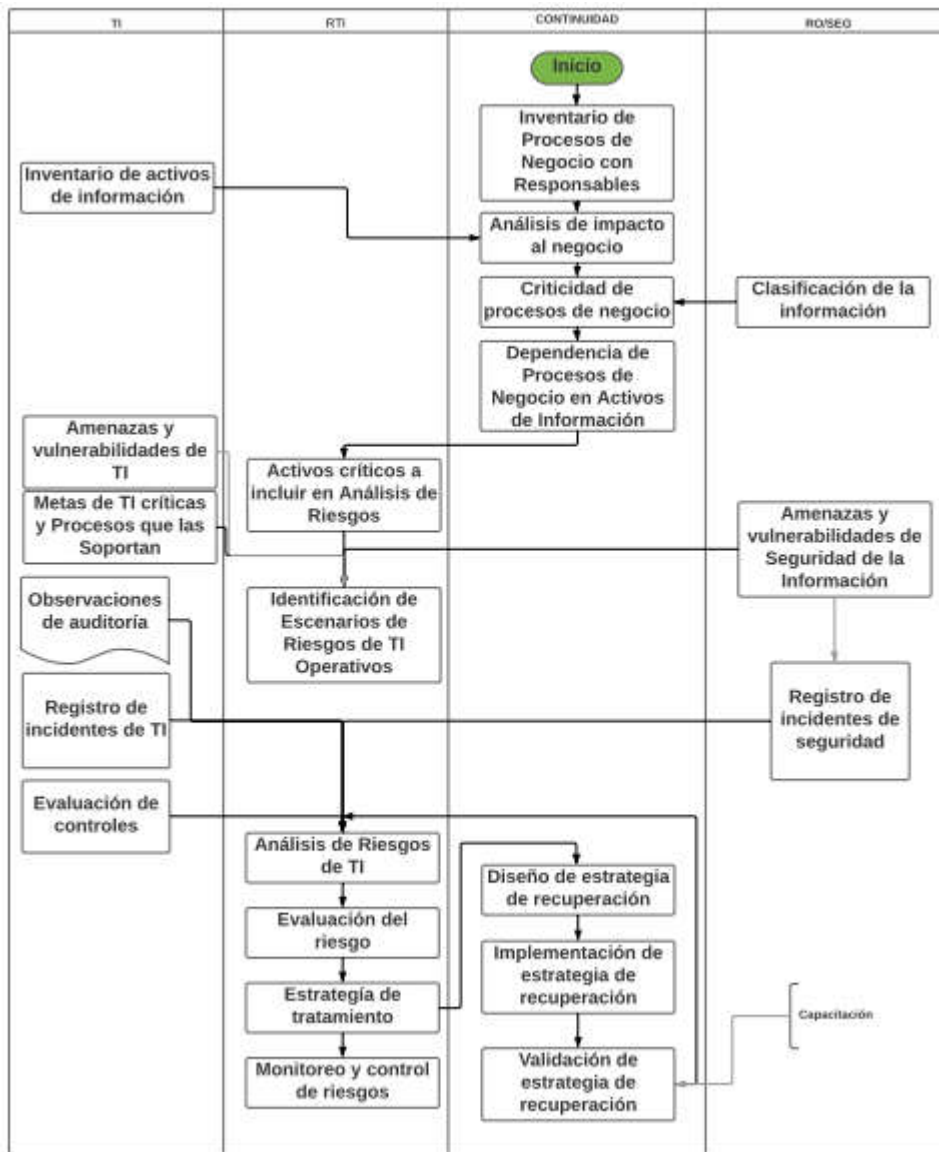 TI
RTI
CONTINUIDAD
RO/SEG
Inicio
Inventario de
Procesos de
Negocio con
Responsables
Inventario de activos
de información
Análisis de impacto
al negocio
Criticidad de
procesos de negocio
Clasificación de la
información
Dependencia de
Procesos de
Negocio en Activos
de Información
Amenazas y
vulnerabilidades de
TI
Activos críticos a
incluir en Análisis de
Riesgos
Metas de TI críticas
y Procesos que las
Soportan
Amenazas y
vulnerabilidades de
Seguridad de la
Información
Observaciones
de auditoría
Identificación de
Escenarios de
Riesgos de TI
Operativos
Registro de
incidentes de TI
Registro de
incidentes de
seguridad
Evaluación de
controles
Análisis de Riesgos
de TI
Diseño de estrategia
de recuperación
Evaluación del
riesgo
Implementación de
estrategia de
recuperación
Estrategía de
tratamiento
Capacitación
Monitoreo y control
de riesgos
Validación de
estrategia de
recuperación